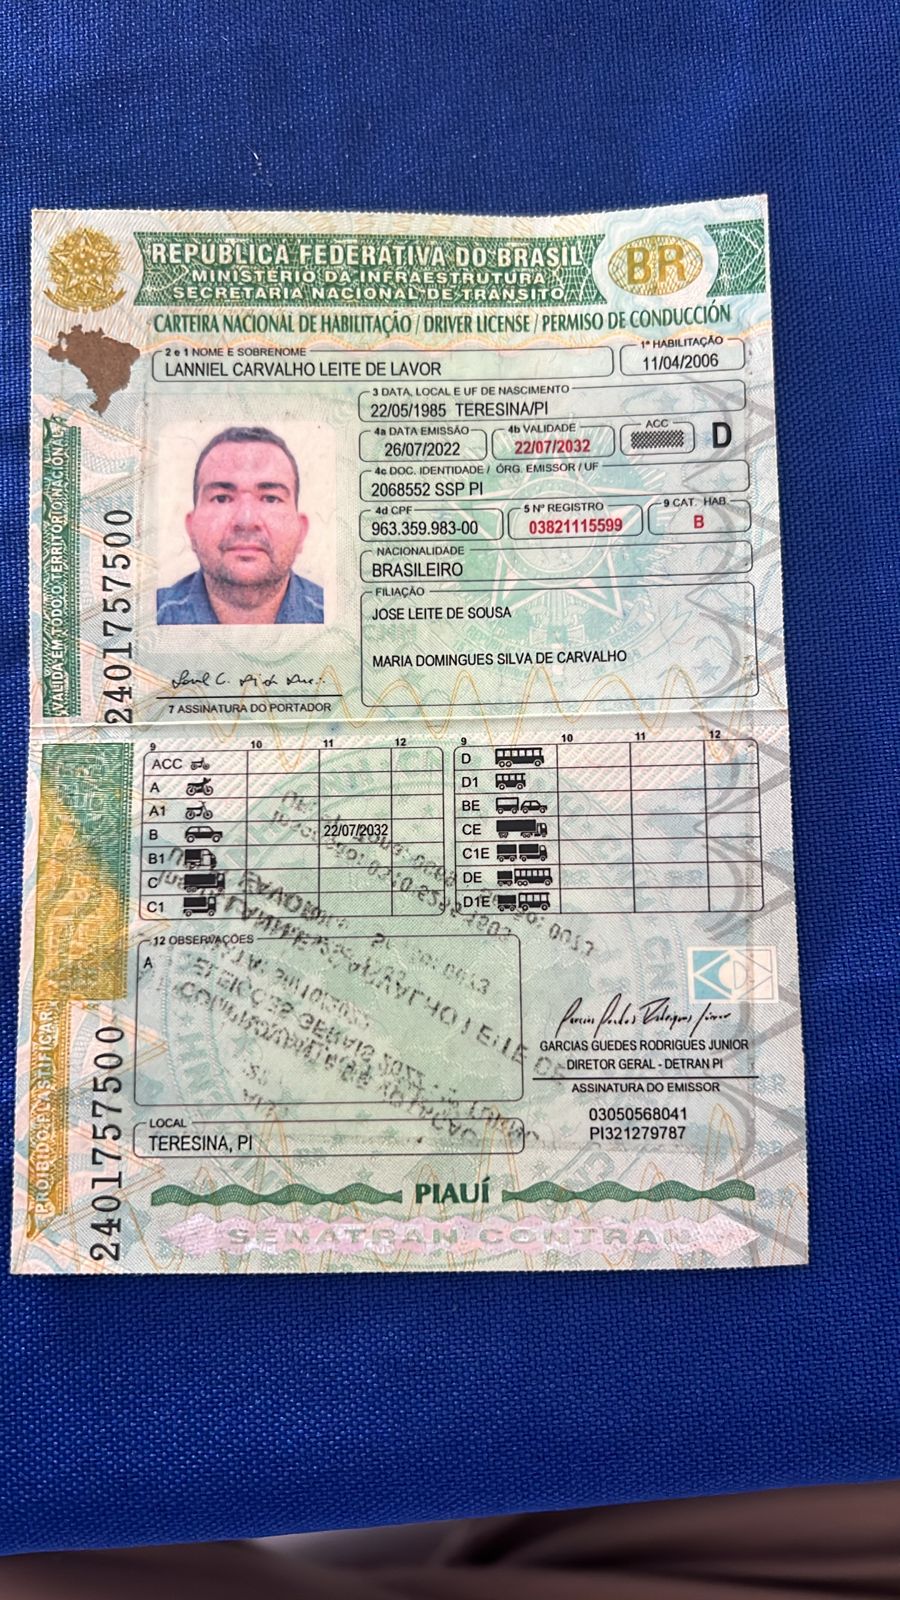 REPÚBLICA FEDERATIVA DO BRASIL
MINISTÉRIO DA INFRAESTRUTURA
SECRETARIA NACIONAL DE TRÂNSITO
BR
CARTEIRA NACIONAL DE HABILITAÇÃO / DRIVER LICENSE / PERMISO DE CONDUCCIÓN
2 e 1 NOME E SOBRENOME
LANNIEL CARVALHO LEITE DE LAVOR
1ª HABILITAÇÃO
11/04/2006
3 DATA, LOCAL E UF DE NASCIMENTO
22/05/1985 TERESINA/PI
4a DATA EMISSÃO
26/07/2022
4b VALIDADE
22/07/2032
ACC
D
4c DOC. IDENTIDADE / ÓRG. EMISSOR / UF
2068552 SSP PI
4d CPF
963.359.983-00
5 Nº REGISTRO
03821115599
9 CAT. HAB.
B
NACIONALIDADE
BRASILEIRO
FILIAÇÃO
JOSE LEITE DE SOUSA
MARIA DOMINGUES SILVA DE CARVALHO
7 ASSINATURA DO PORTADOR
VÁLIDA EM TODO O TERRITÓRIO NACIONAL
2401757500
9 10 11 12
ACC
A
A1
B 22/07/2032
B1
C
C1
9 10 11 12
D
D1
BE
CE
C1E
DE
D1E
12 OBSERVAÇÕES
A
GARCIAS GUEDES RODRIGUES JUNIOR
DIRETOR GERAL - DETRAN PI
ASSINATURA DO EMISSOR
03050568041
PI321279787
LOCAL
TERESINA, PI
PROIBIDO PLASTIFICAR
2401757500
PIAUÍ
SENATRAN CONTRAN